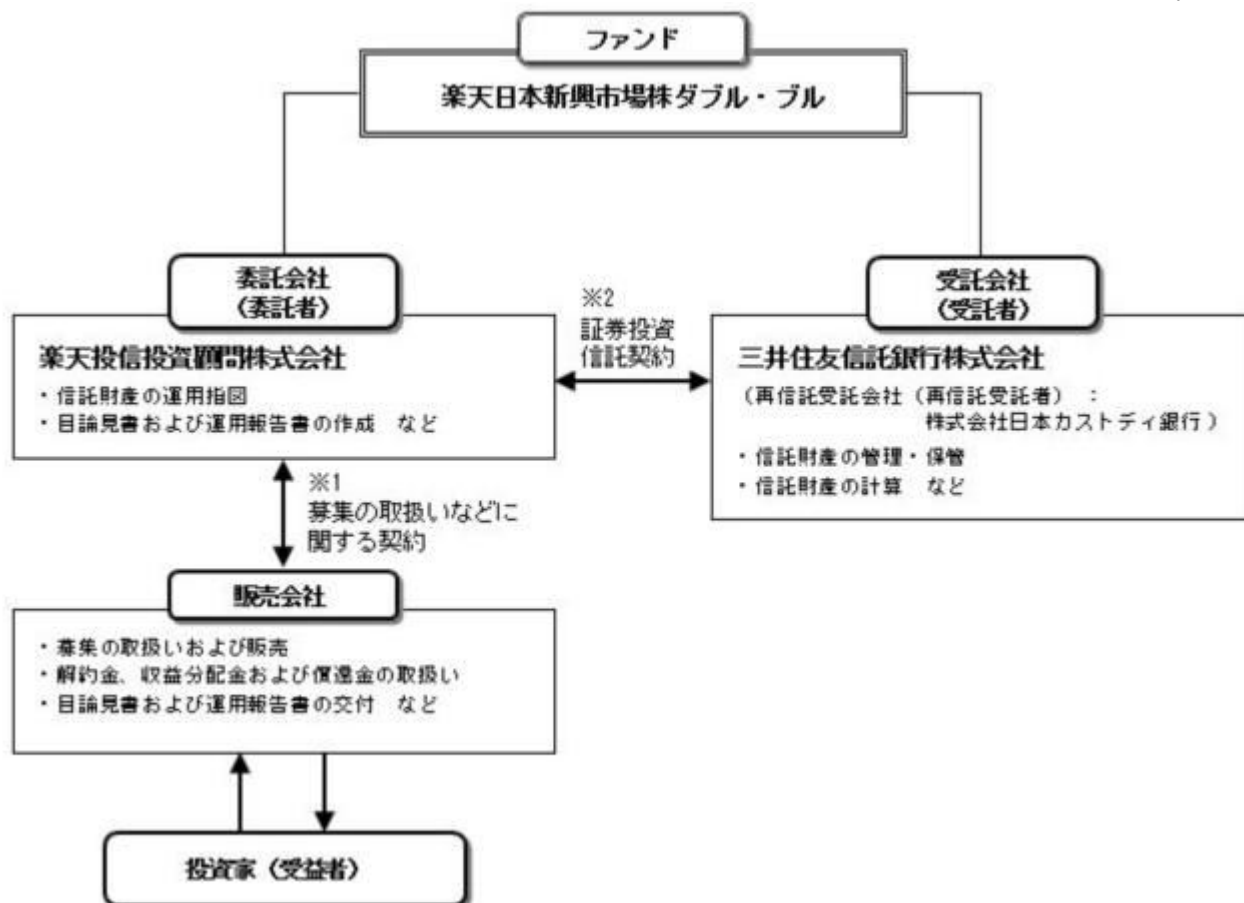 ファンド
楽天日本新興市場株ダブル・ブル
委託会社
(委託者)
楽天投信投資顧問株式会社
・信託財産の運用指図
・目論見書および運用報告書の作成 など
※2
証券投資
信託契約
受託会社
(受託者)
三井住友信託銀行株式会社
(再信託受託会社(再信託受託者) :
株式会社日本カストディ銀行)
・信託財産の管理・保管
・信託財産の計算 など
※1
募集の取扱いなどに
関する契約
販売会社
・募集の取扱いおよび販売
・解約金、収益分配金および償還金の取扱い
・目論見書および運用報告書の交付 など
投資家(受益者)